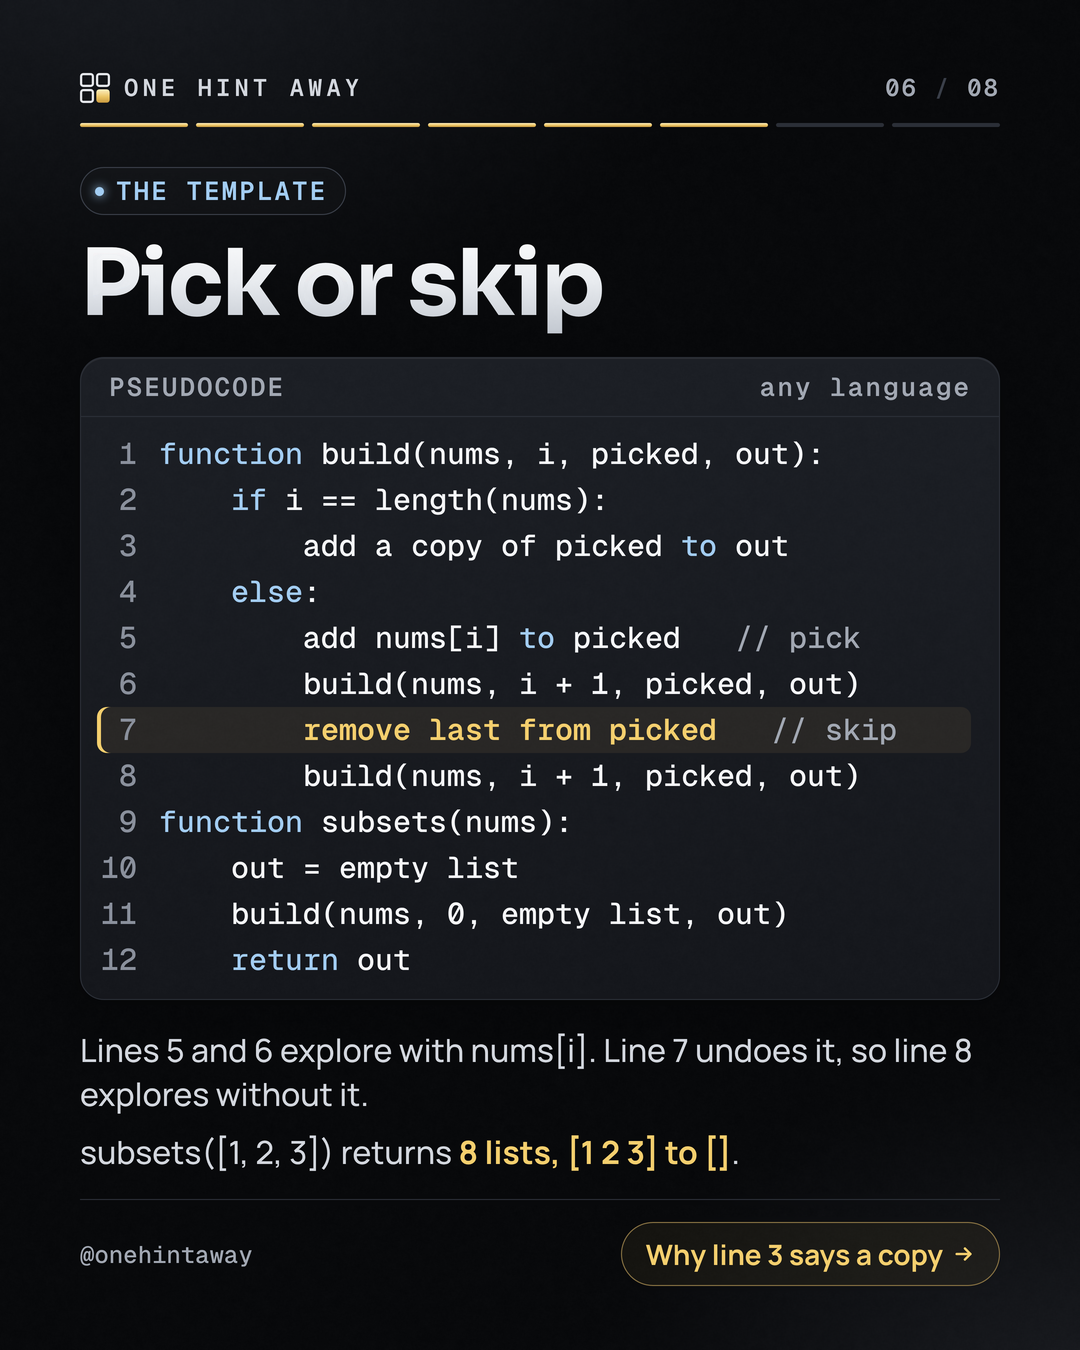 ONE HINT AWAY
06 / 08
THE TEMPLATE
Pick or skip
PSEUDOCODE
any language
1 function build(nums, i, picked, out):
2     if i == length(nums):
3         add a copy of picked to out
4     else:
5         add nums[i] to picked   // pick
6         build(nums, i + 1, picked, out)
7         remove last from picked   // skip
8         build(nums, i + 1, picked, out)
9 function subsets(nums):
10     out = empty list
11     build(nums, 0, empty list, out)
12     return out
Lines 5 and 6 explore with nums[i]. Line 7 undoes it, so line 8
explores without it.
subsets([1, 2, 3]) returns 8 lists, [1 2 3] to [].
@onehintaway
Why line 3 says a copy →